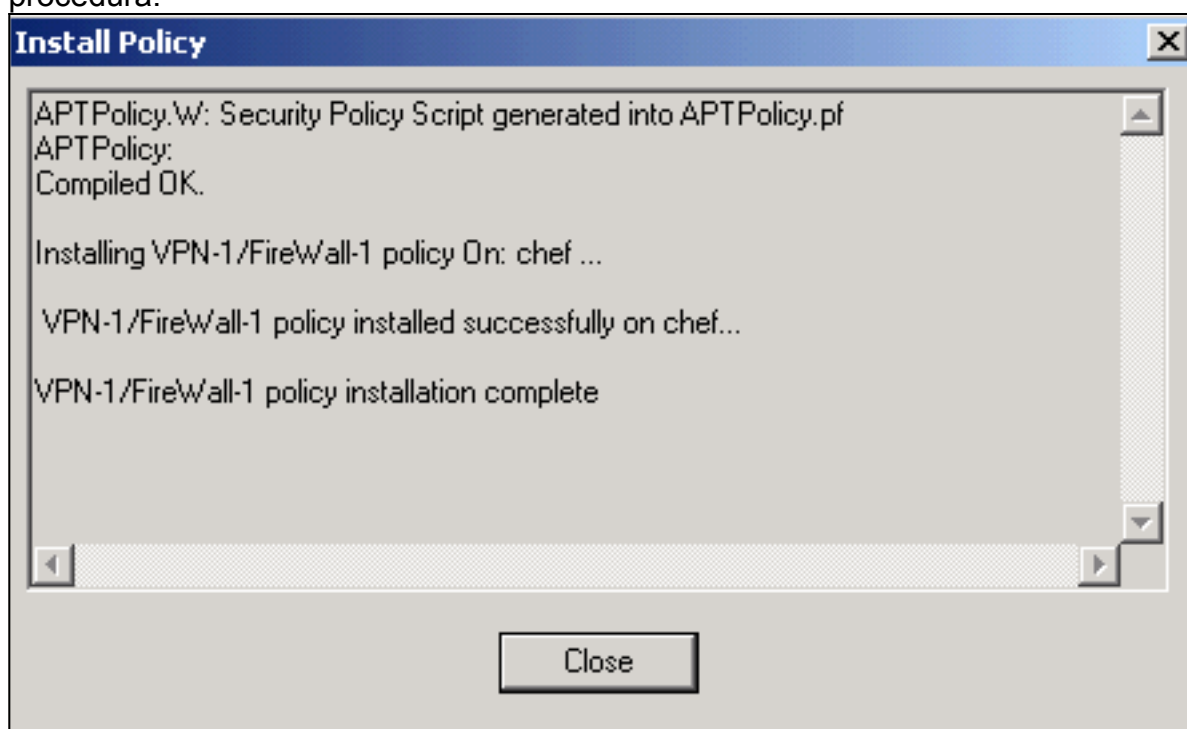 procedura.
Install Policy
APTPolicy.W: Security Policy Script generated into APTPolicy.pf
APTPolicy:
Compiled OK.
Installing VPN-1/FireWall-1 policy On: chef ...
VPN-1/FireWall-1 policy installed successfully on chef...
VPN-1/FireWall-1 policy installation complete
Close